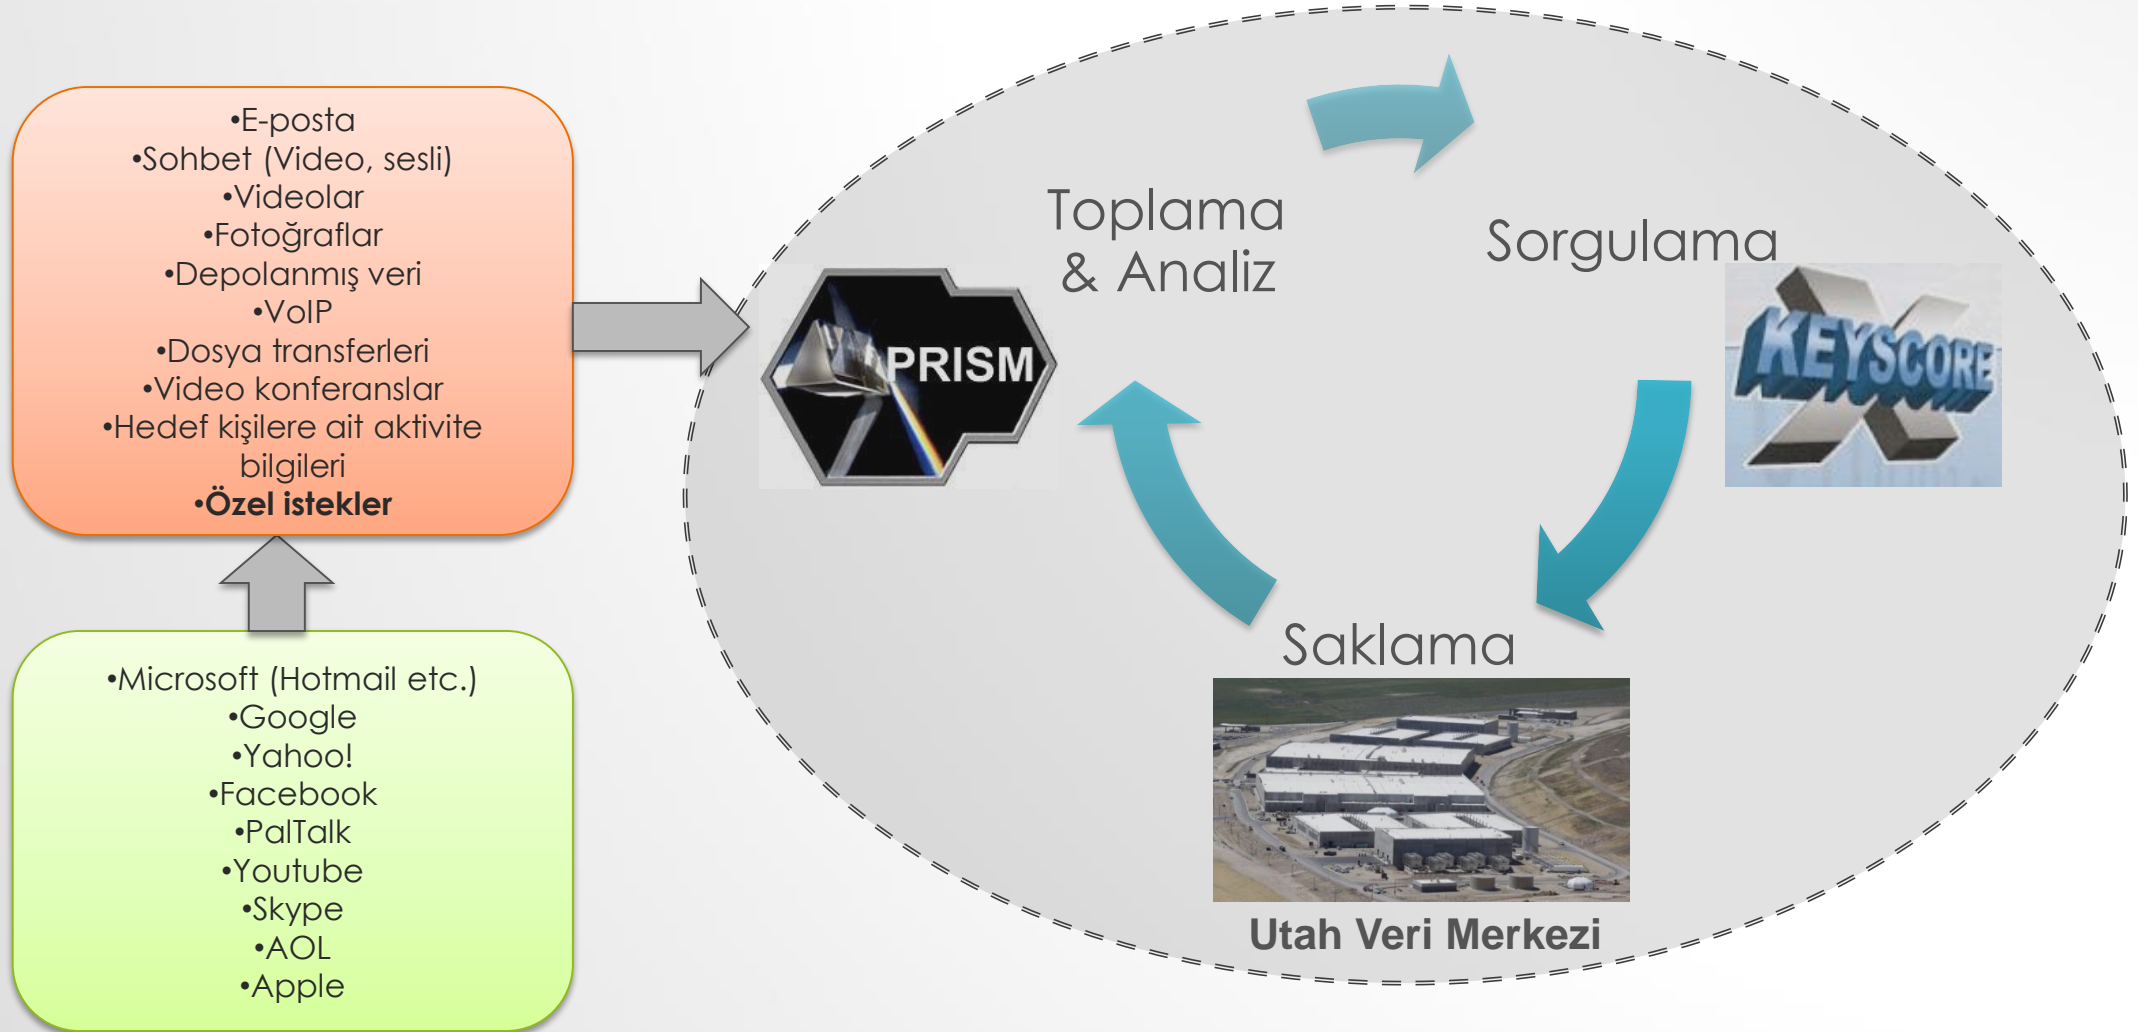 •E-posta
•Sohbet (Video, sesli)
•Videolar
•Fotoğraflar
•Depolanmış veri
•VoIP
•Dosya transferleri
•Video konferanslar
•Hedef kişilere ait aktivite
bilgileri
•Özel istekler
•Microsoft (Hotmail etc.)
•Google
•Yahoo!
•Facebook
•PalTalk
•Youtube
•Skype
•AOL
•Apple
Toplama
& Analiz
PRISM
Sorgulama
X
KEYSCORE
Saklama
Utah Veri Merkezi